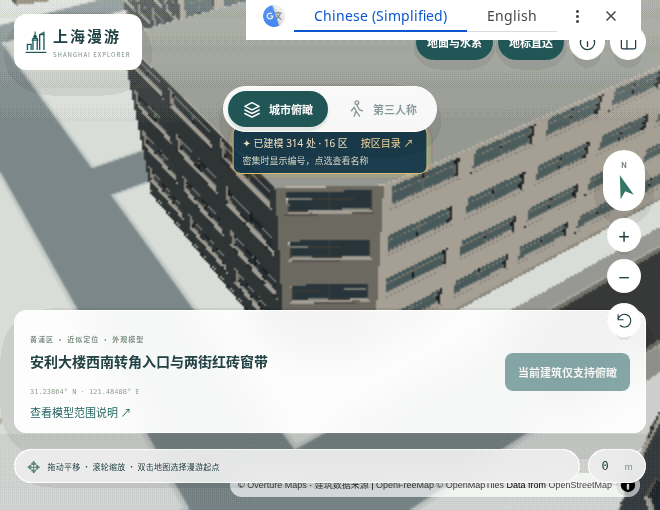 Chinese (Simplified)
English
上海漫游
SHANGHAI EXPLORER
地面与水系
地标直达
城市俯瞰
第三人称
✦ 已建模 314 处 · 16 区 按区目录 ↗
密集时显示编号，点选查看名称
N
+
−
黄浦区 · 近似定位 · 外观模型
安利大楼西南转角入口与两街红砖窗带
当前建筑仅支持俯瞰
31.23864° N · 121.48408° E
查看模型范围说明 ↗
拖动平移 · 滚轮缩放 · 双击地图选择漫游起点
0 m
© Overture Maps · 建筑数据来源 | OpenFreeMap © OpenMapTiles Data from OpenStreetMap